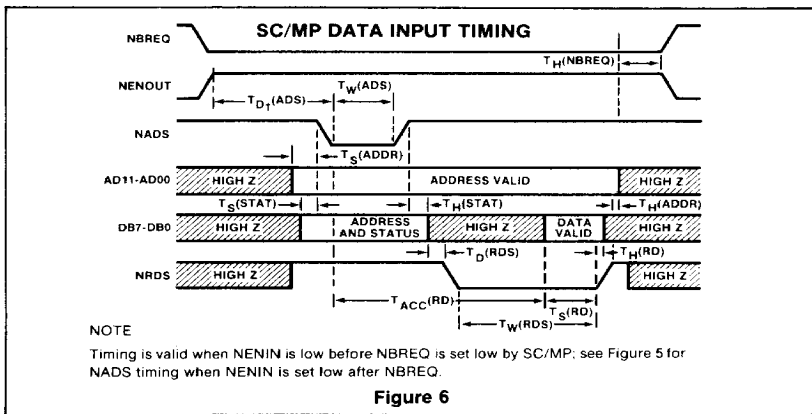 SC/MP DATA INPUT TIMING
NBREQ
TH(NBREQ)
NENOUT
TD↑(ADS)
TW(ADS)
NADS
TS(ADDR)
AD11-AD00
HIGH Z
ADDRESS VALID
HIGH Z
TS(STAT)
TH(STAT)
TH(ADDR)
DB7-DB0
HIGH Z
ADDRESS
AND STATUS
HIGH Z
DATA
VALID
HIGH Z
TD(RDS)
TH(RD)
NRDS
HIGH Z
HIGH Z
TACC(RD)
TS(RD)
TW(RDS)
NOTE
Timing is valid when NENIN is low before NBREQ is set low by SC/MP; see Figure 5 for
NADS timing when NENIN is set low after NBREQ.
Figure 6